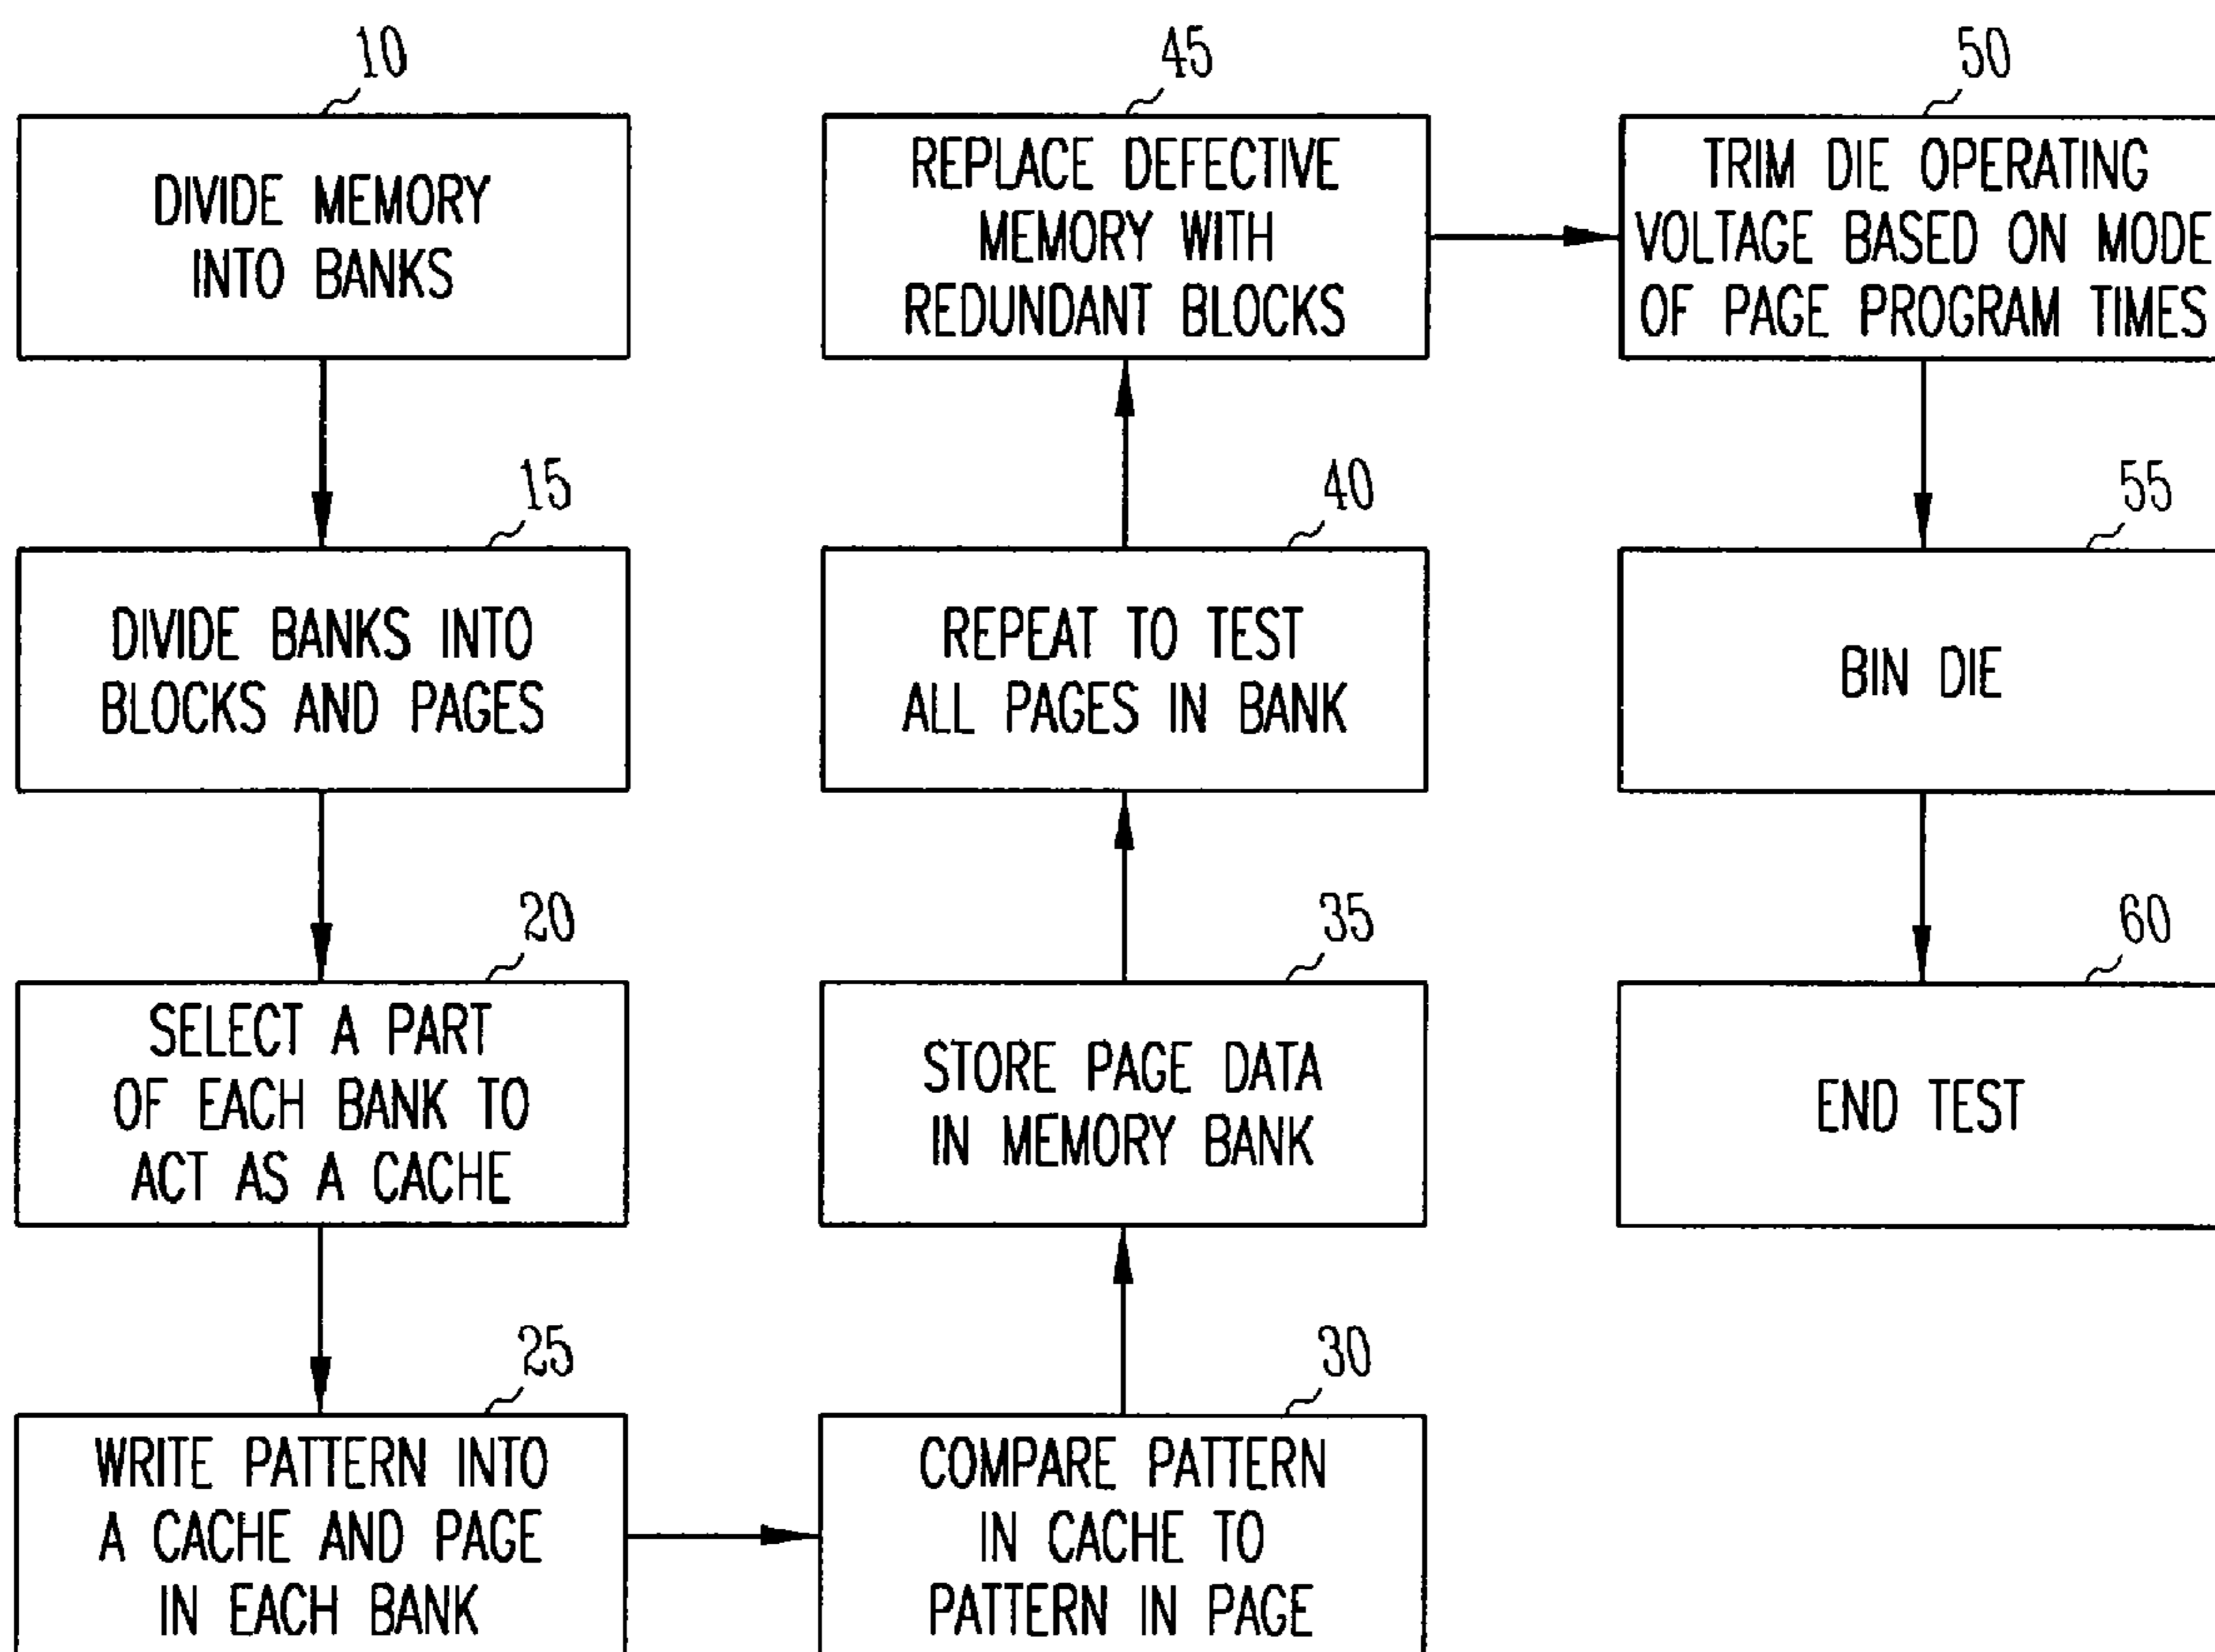 10
DIVIDE MEMORY
INTO BANKS
15
DIVIDE BANKS INTO
BLOCKS AND PAGES
20
SELECT A PART
OF EACH BANK TO
ACT AS A CACHE
25
WRITE PATTERN INTO
A CACHE AND PAGE
IN EACH BANK
30
COMPARE PATTERN
IN CACHE TO
PATTERN IN PAGE
35
STORE PAGE DATA
IN MEMORY BANK
40
REPEAT TO TEST
ALL PAGES IN BANK
45
REPLACE DEFECTIVE
MEMORY WITH
REDUNDANT BLOCKS
50
TRIM DIE OPERATING
VOLTAGE BASED ON MODE
OF PAGE PROGRAM TIMES
55
BIN DIE
60
END TEST